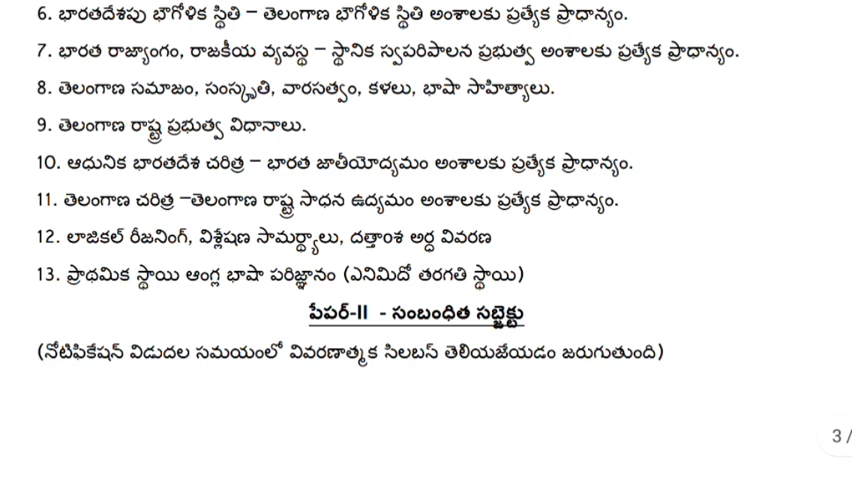 6. భారతదేశపు భౌగోళిక స్థితి – తెలంగాణ భౌగోళిక స్థితి అంశాలకు ప్రత్యేక ప్రాధాన్యం.
7. భారత రాజ్యాంగం, రాజకీయ వ్యవస్థ – స్థానిక స్వపరిపాలన ప్రభుత్వ అంశాలకు ప్రత్యేక ప్రాధాన్యం.
8. తెలంగాణ సమాజం, సంస్కృతి, వారసత్వం, కళలు, భాషా సాహిత్యాలు.
9. తెలంగాణ రాష్ట్ర ప్రభుత్వ విధానాలు.
10. ఆధునిక భారతదేశ చరిత్ర – భారత జాతీయోద్యమం అంశాలకు ప్రత్యేక ప్రాధాన్యం.
11. తెలంగాణ చరిత్ర –తెలంగాణ రాష్ట్ర సాధన ఉద్యమం అంశాలకు ప్రత్యేక ప్రాధాన్యం.
12. లాజికల్ రీజనింగ్, విశ్లేషణ సామర్థ్యాలు, దత్తాంశ అర్ధ వివరణ
13. ప్రాథమిక స్థాయి ఆంగ్ల భాషా పరిజ్ఞానం (ఎనిమిదో తరగతి స్థాయి)
పేపర్-II - సంబంధిత సబ్జెక్టు
(నోటిఫికేషన్ విడుదల సమయంలో వివరణాత్మక సిలబస్ తెలియజేయడం జరుగుతుంది)
3 /